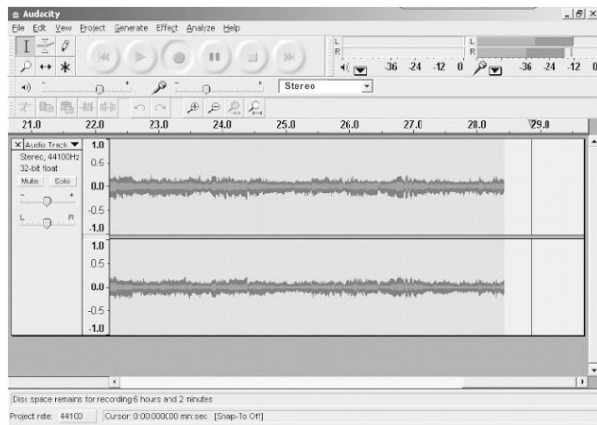 Audacity
File Edit View Project Generate Effect Analyze Help
L
R
-36 -24 -12 0
L
R
-36 -24 -12 0
Stereo
21.0 22.0 23.0 24.0 25.0 26.0 27.0 28.0 29.0
Audio Track
Stereo, 44100Hz
32-bit float
Mute Solo
- +
L R
1.0
0.5
0.0
-0.5
-1.0
1.0
0.5
0.0
-0.5
-1.0
Disk space remains for recording 6 hours and 2 minutes
Project rate: 44100 Cursor: 0:00.000000 min:sec [Snap-To Off]